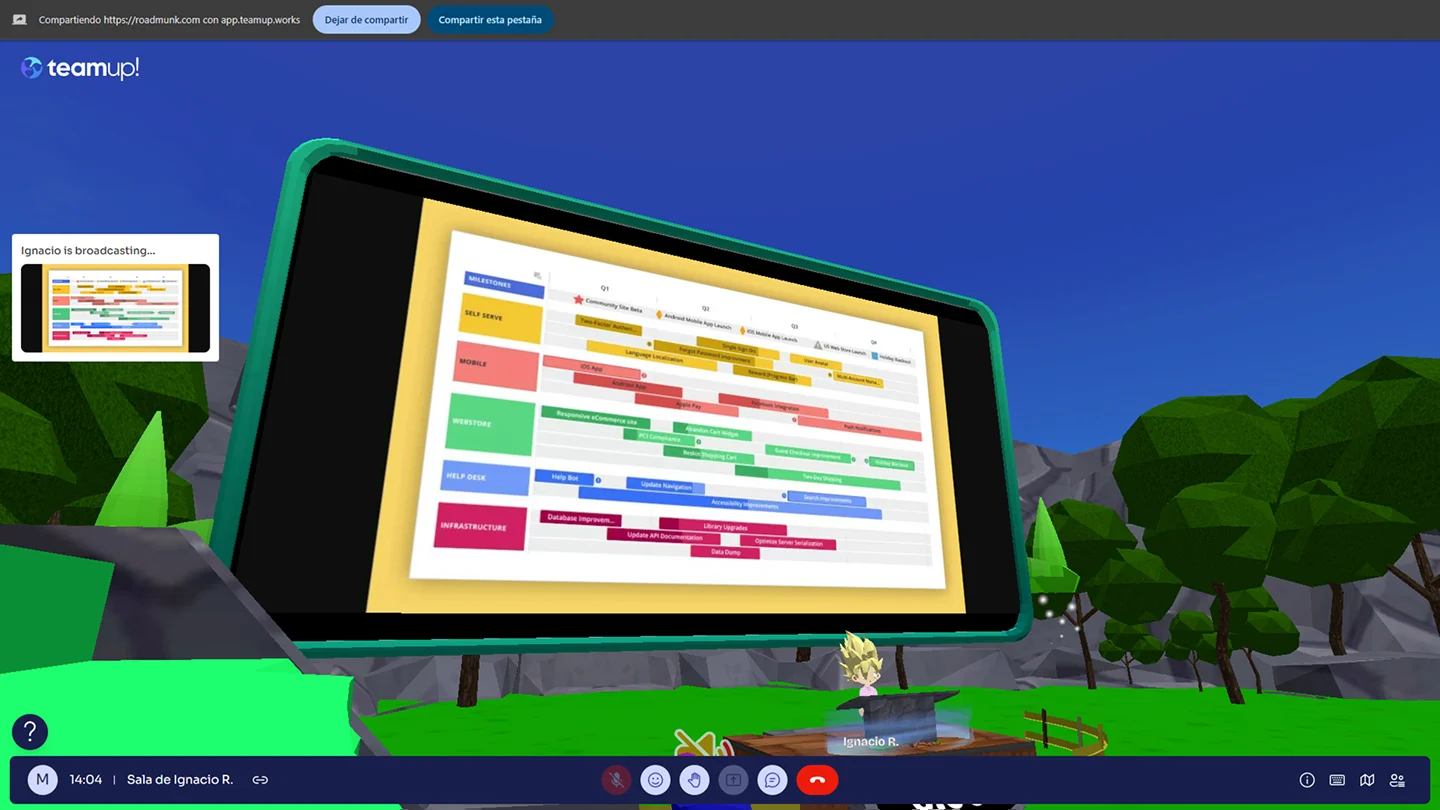 Compartiendo https://roadmunk.com con app.teamup.works
Dejar de compartir
Compartir esta pestaña
teamup!
Ignacio is broadcasting...
Q1
Q2
Q3
Q4
MILESTONES
Community Site Beta
Android Mobile App Launch
iOS Mobile App Launch
US Web Store Launch
Holiday Backout
SELF SERVE
Two-Factor Authen...
Single-Sign On
Forgot Password Improvement
User Avatar
Language Localization
Reward Progress Bar
Multi-Account Mana...
MOBILE
iOS App
Android App
Facebook Integration
Apple Pay
Push Notifications
WEBSTORE
Responsive eCommerce site
Abandon Cart Widget
PCI Compliance
Guest Checkout Improvement
Holiday Backout
Reskin Shopping Cart
Two-Day Shipping
HELP DESK
Help Bot
Update Navigation
Search Improvements
Accessibility Improvements
INFRASTRUCTURE
Database Improvem...
Library Upgrades
Update API Documentation
Optimize Server Serialization
Data Dump
Ignacio R.
?
M
14:04 | Sala de Ignacio R.